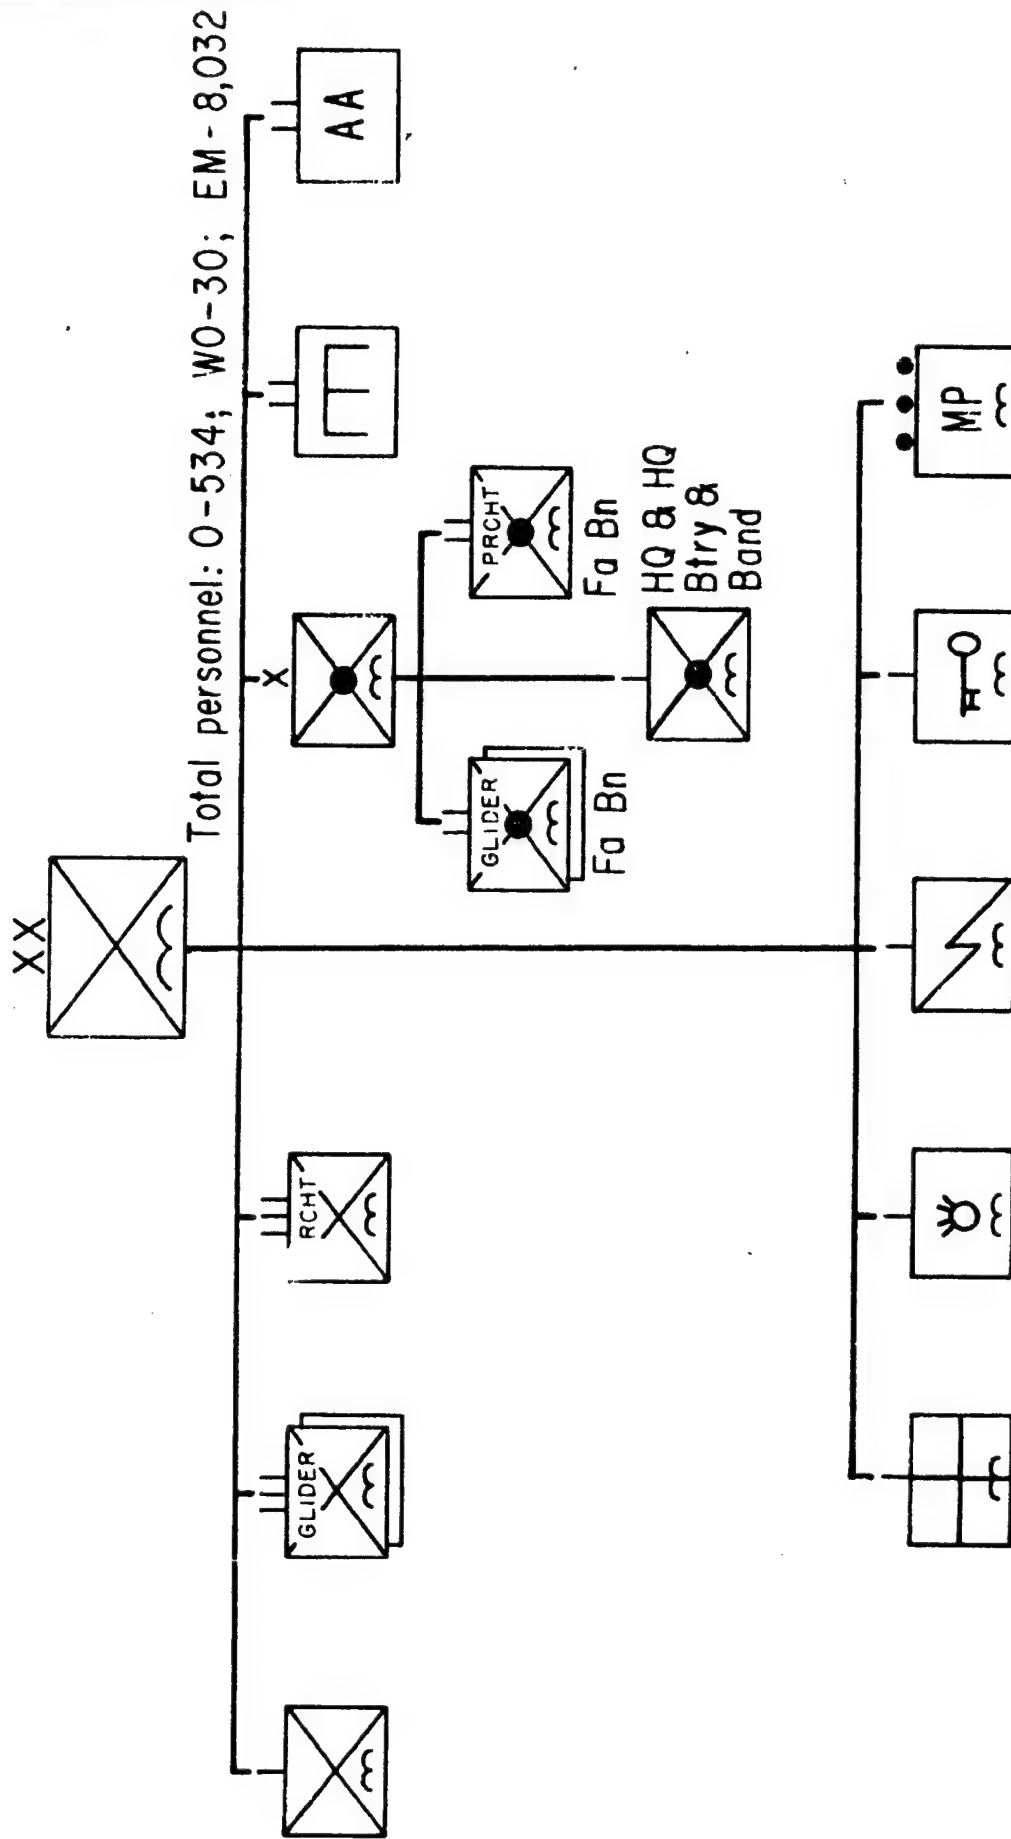 XX
Total personnel: O-534; WO-30; EM-8,032
GLIDER
RCHT
X
AA
GLIDER
Fa Bn
PRCHT
Fa Bn
HQ & HQ
Btry &
Band
MP